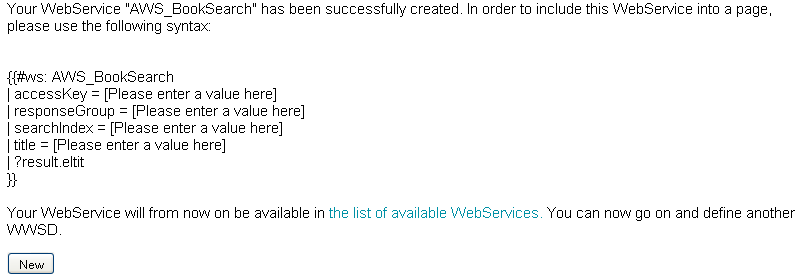 Your WebService "AWS_BookSearch" has been successfully created. In order to include this WebService into a page,
please use the following syntax:
{{#ws: AWS_BookSearch
| accessKey = [Please enter a value here]
| responseGroup = [Please enter a value here]
| searchIndex = [Please enter a value here]
| title = [Please enter a value here]
| ?result.eltit
}}
Your WebService will from now on be available in the list of available WebServices. You can now go on and define another
WWSD.
New